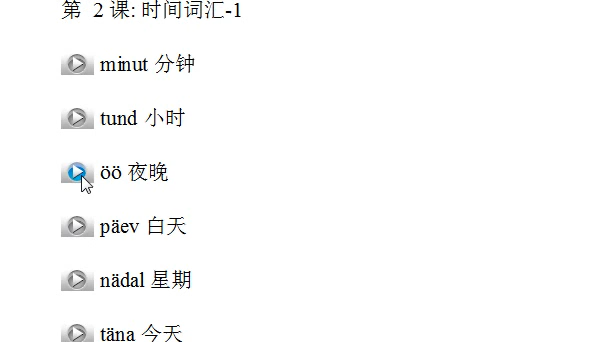 第 2 课: 时间词汇-1
minut 分钟
tund 小时
öö 夜晚
päev 白天
nädal 星期
täna 今天